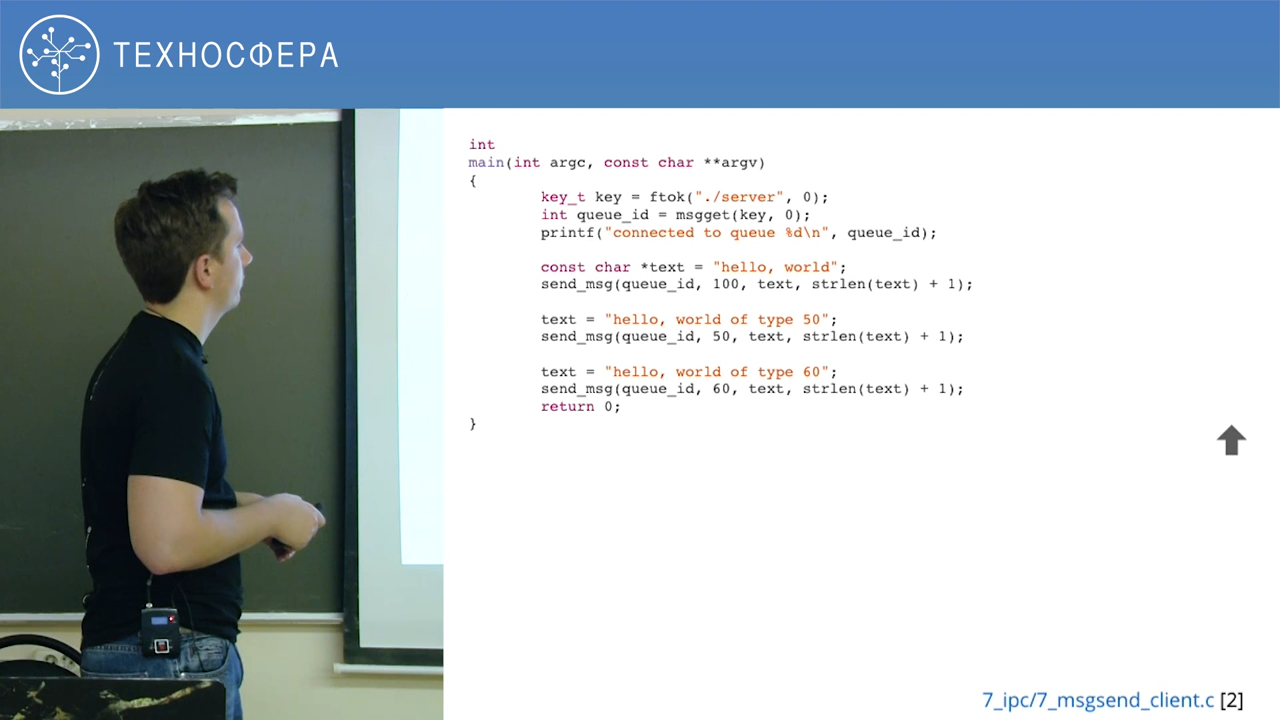 ТЕХНОСФЕРА
int
main(int argc, const char **argv)
{
        key_t key = ftok("./server", 0);
        int queue_id = msgget(key, 0);
        printf("connected to queue %d\n", queue_id);

        const char *text = "hello, world";
        send_msg(queue_id, 100, text, strlen(text) + 1);

        text = "hello, world of type 50";
        send_msg(queue_id, 50, text, strlen(text) + 1);

        text = "hello, world of type 60";
        send_msg(queue_id, 60, text, strlen(text) + 1);
        return 0;
}
7_ipc/7_msgsend_client.c [2]